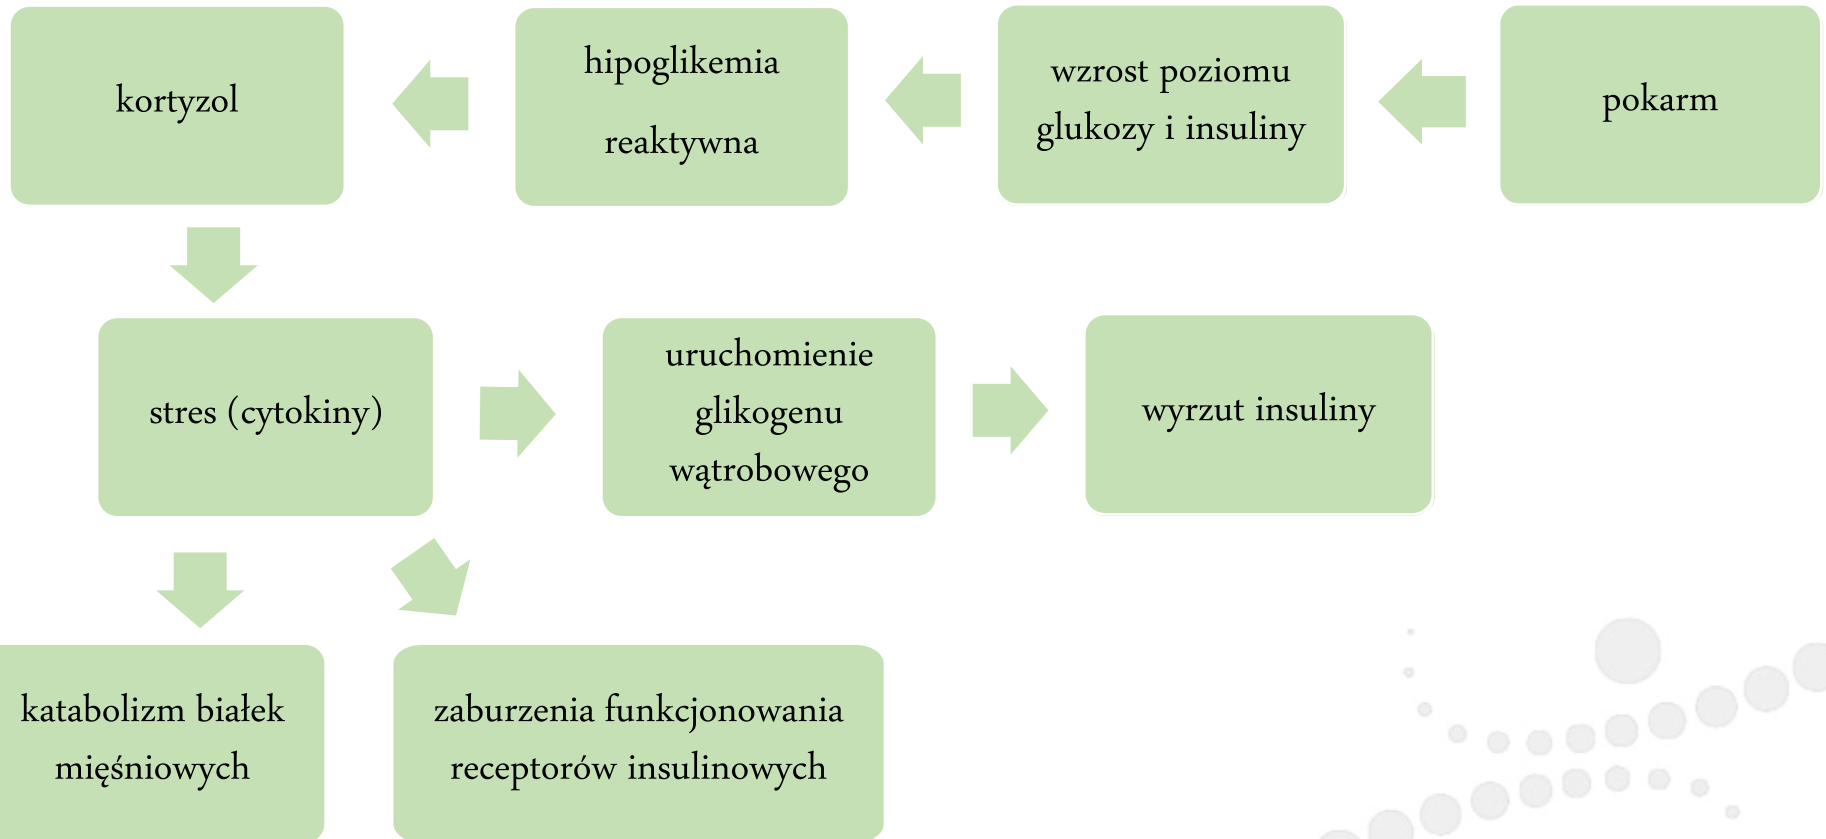 kortyzol
hipoglikemia
reaktywna
wzrost poziomu
glukozy i insuliny
pokarm
stres (cytokiny)
uruchomienie
glikogenu
wątrobowego
wyrzut insuliny
katabolizm białek
mięśniowych
zaburzenia funkcjonowania
receptorów insulinowych